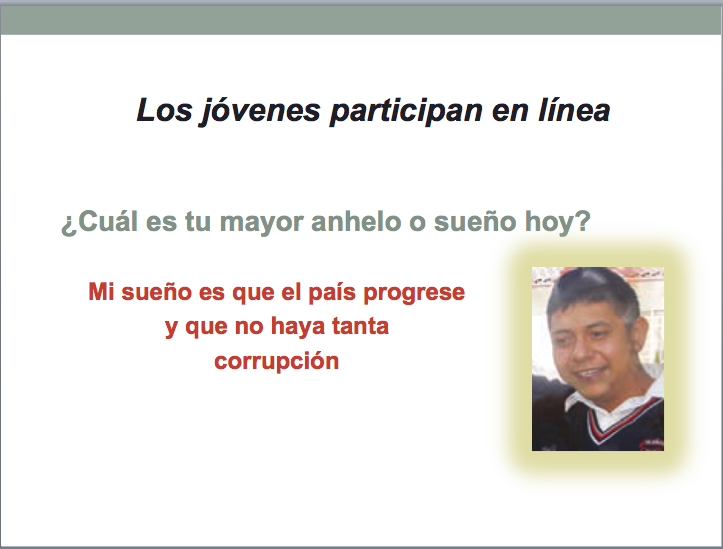 Los jóvenes participan en línea
¿Cuál es tu mayor anhelo o sueño hoy?
Mi sueño es que el país progrese
y que no haya tanta
corrupción